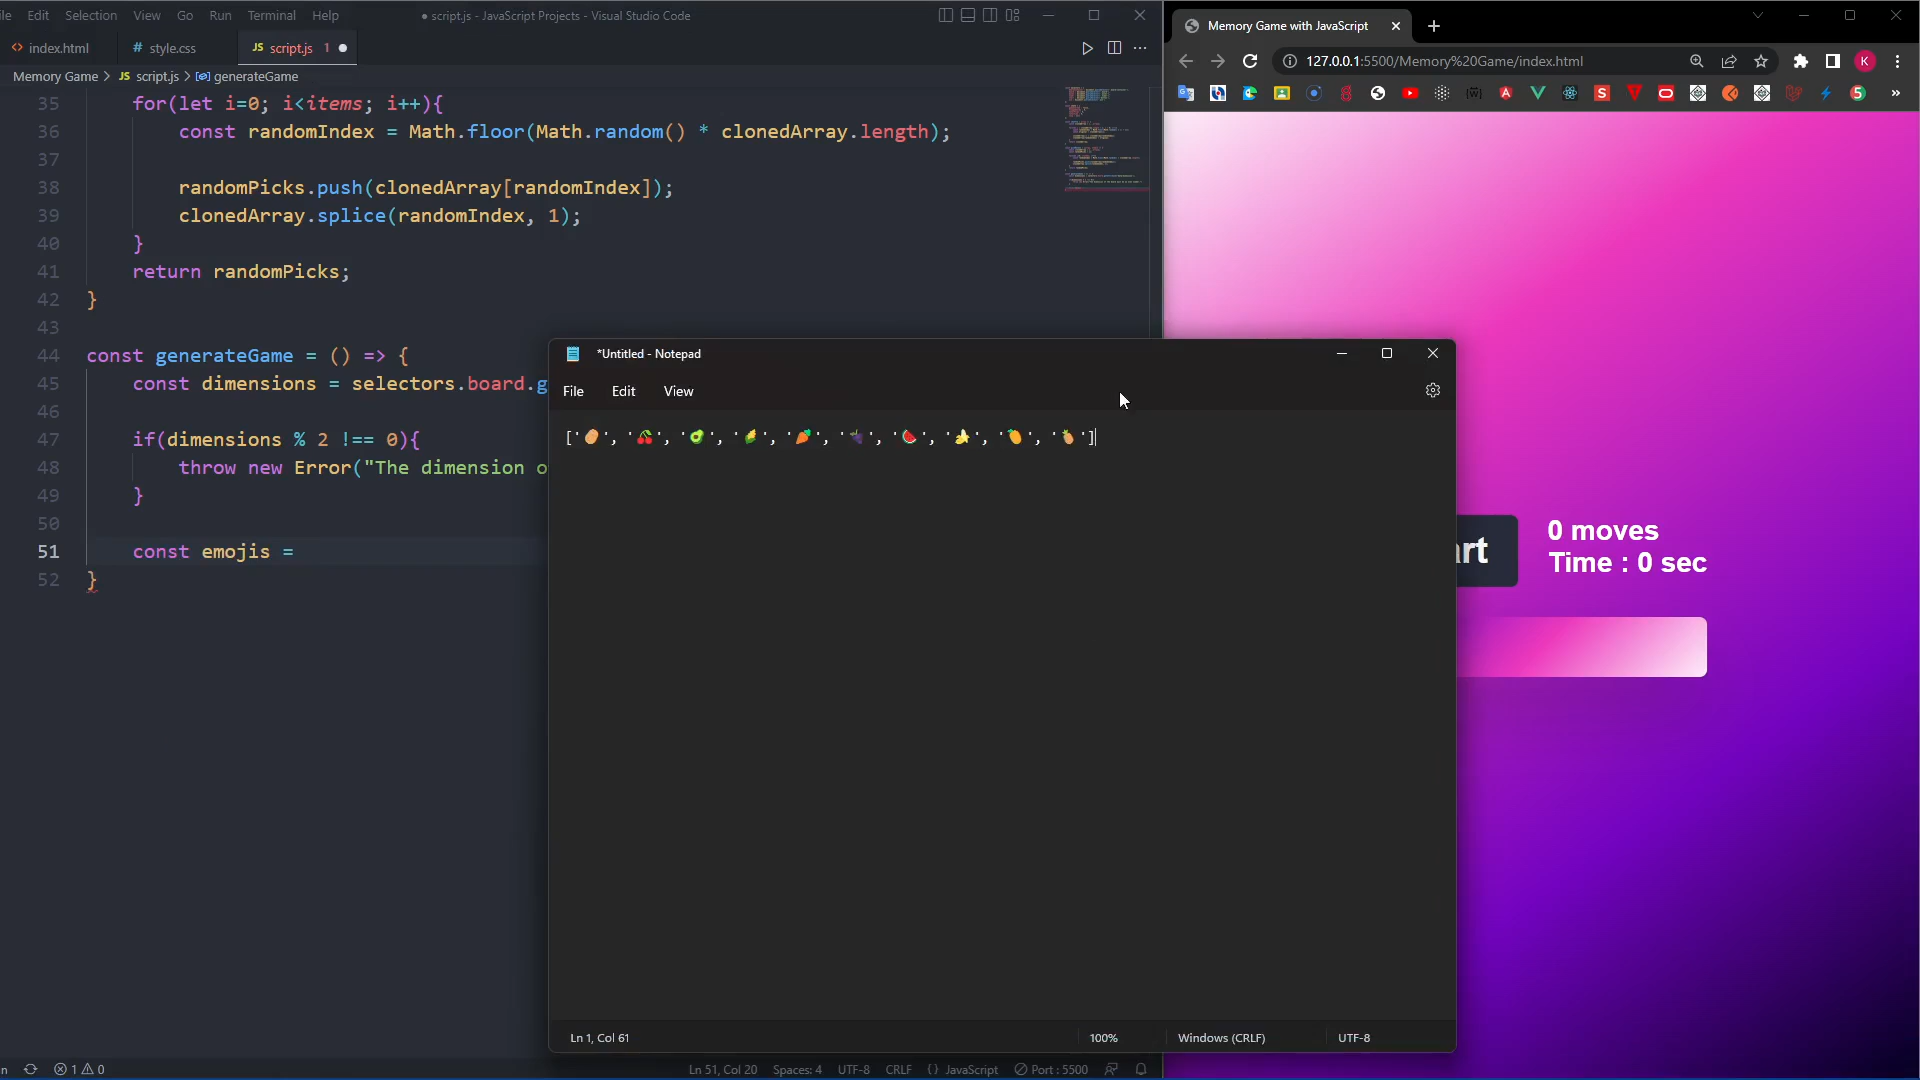 Edit Selection View Go Run Terminal Help
● script.js - JavaScript Projects - Visual Studio Code
index.html
# style.css
JS script.js 1 ●
Memory Game > JS script.js > generateGame
35 for(let i=0; i<items; i++){
36 const randomIndex = Math.floor(Math.random() * clonedArray.length);
37
38 randomPicks.push(clonedArray[randomIndex]);
39 clonedArray.splice(randomIndex, 1);
40 }
41 return randomPicks;
42 }
43
44 const generateGame = () => {
45 const dimensions = selectors.board.g
46
47 if(dimensions % 2 !== 0){
48 throw new Error("The dimension o
49 }
50
51 const emojis =
52 }
1 0
Ln 51, Col 20 Spaces: 4 UTF-8 CRLF {} JavaScript Port : 5500
*Untitled - Notepad
File Edit View
['🥔', '🍒', '🥑', '🌽', '🥕', '🍇', '🍉', '🍌', '🥭', '🍍']
Ln 1, Col 61 100% Windows (CRLF) UTF-8
Memory Game with JavaScript
127.0.0.1:5500/Memory%20Game/index.html
K
art
0 moves
Time : 0 sec